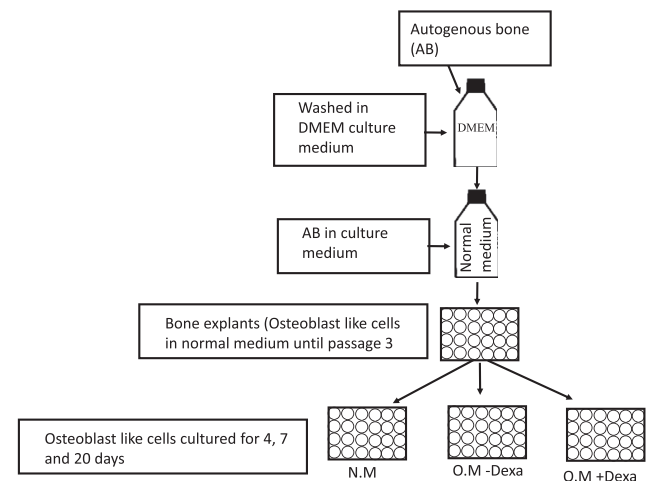 Autogenous bone
(AB)
Washed in
DMEM culture
medium
DMEM
AB in culture
medium
Normal
medium
Bone explants (Osteoblast like cells
in normal medium until passage 3
Osteoblast like cells cultured for 4, 7
and 20 days
N.M
O.M -Dexa
O.M +Dexa